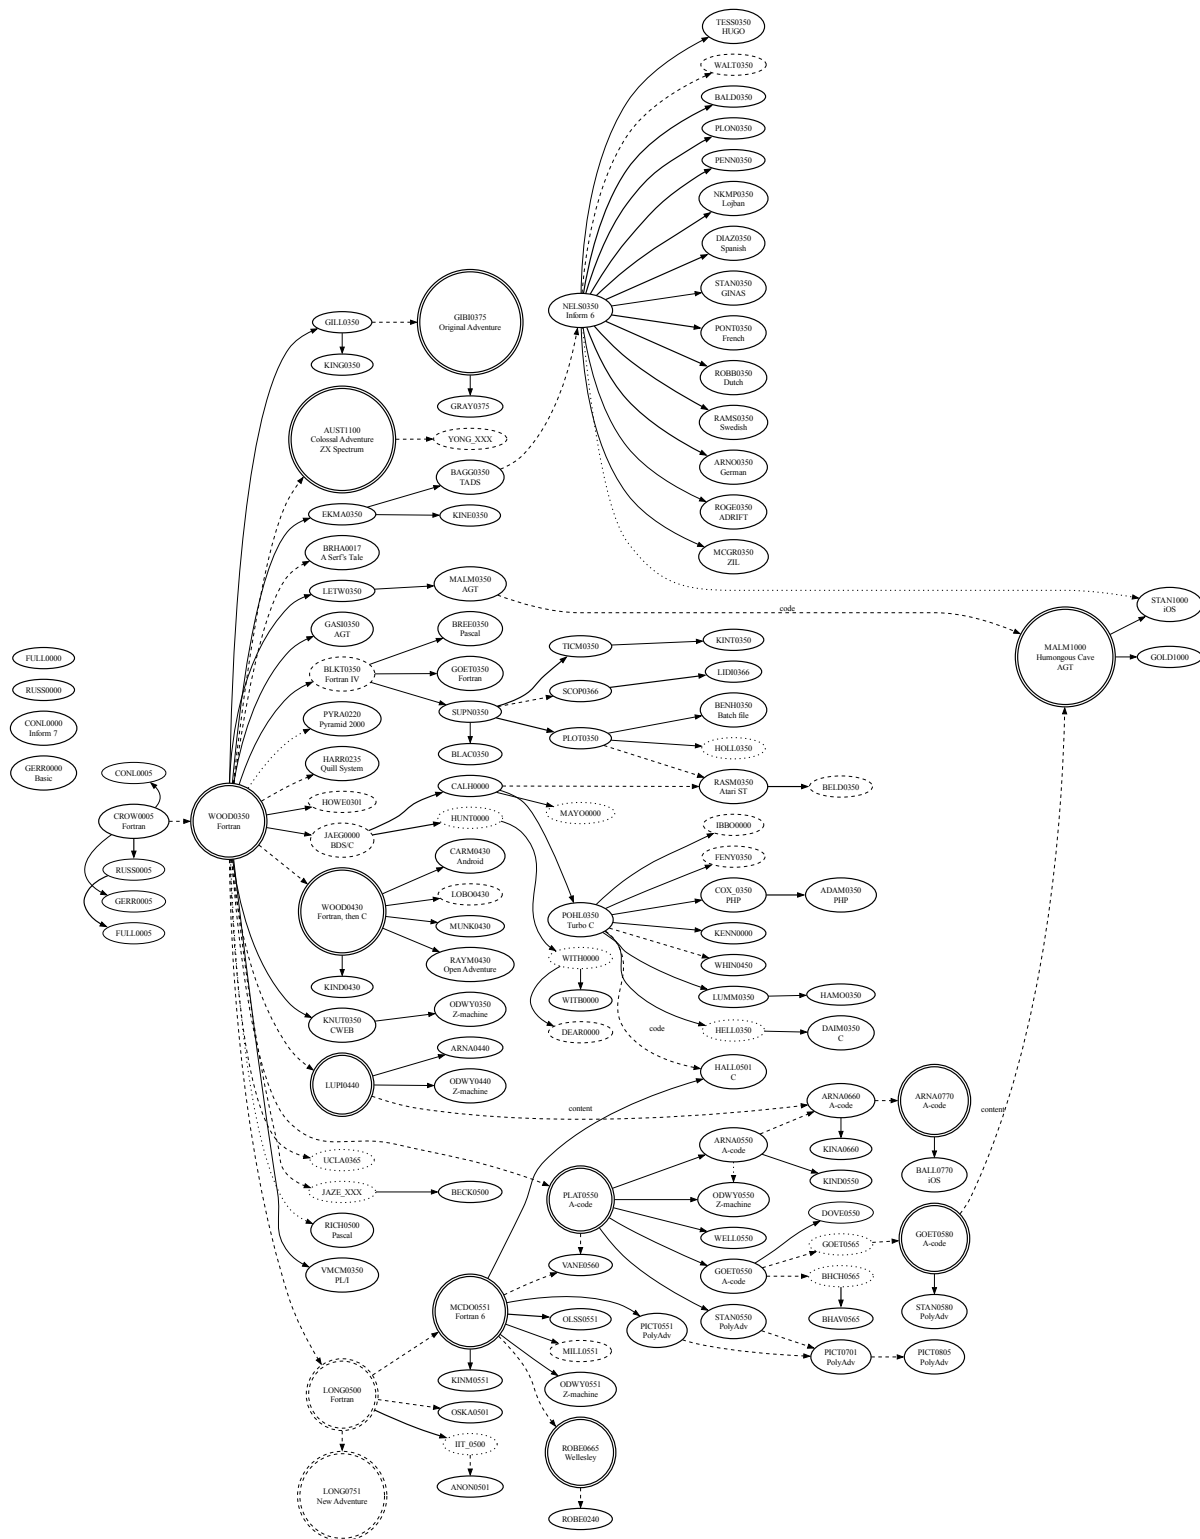 FULL0000
RUSS0000
CONL0000
Inform 7
GERR0000
Basic
CONL0005
CROW0005
Fortran
RUSS0005
GERR0005
FULL0005
WOOD0350
Fortran
GILL0350
KING0350
AUST1100
Colossal Adventure
ZX Spectrum
EKMA0350
BRHA0017
A Serf's Tale
LETW0350
GASI0350
AGT
BLKT0350
Fortran IV
PYRA0220
Pyramid 2000
HARR0235
Quill System
HOWE0301
JAEG0000
BDS/C
WOOD0430
Fortran, then C
KIND0430
KNUT0350
CWEB
LUPI0440
UCLA0365
JAZE_XXX
RICH0500
Pascal
VMCM0350
PL/I
LONG0500
Fortran
LONG0751
New Adventure
GIBI0375
Original Adventure
GRAY0375
YONG_XXX
BAGG0350
TADS
KINE0350
MALM0350
AGT
BREE0350
Pascal
GOET0350
Fortran
SUPN0350
BLAC0350
CALH0000
HUNT0000
CARM0430
Android
LOBO0430
MUNK0430
RAYM0430
Open Adventure
ODWY0350
Z-machine
ARNA0440
ODWY0440
Z-machine
BECK0500
MCDO0551
Fortran 6
KINM0551
OSKA0501
IIT_0500
ANON0501
NELS0350
Inform 6
TICM0350
SCOP0366
PLOT0350
MAYO0000
POHL0350
Turbo C
WITH0000
WITB0000
DEAR0000
content
PLAT0550
A-code
VANE0560
OLSS0551
MILL0551
ODWY0551
Z-machine
ROBE0665
Wellesley
ROBE0240
code
PICT0551
PolyAdv
TESS0350
HUGO
WALT0350
BALD0350
PLON0350
PENN0350
NKMP0350
Lojban
DIAZ0350
Spanish
STAN0350
GINAS
PONT0350
French
ROBB0350
Dutch
RAMS0350
Swedish
ARNO0350
German
ROGE0350
ADRIFT
MCGR0350
ZIL
KINT0350
LIDI0366
BENH0350
Batch file
HOLL0350
RASM0350
Atari ST
IBBO0000
FENY0350
COX_0350
PHP
KENN0000
WHIN0450
LUMM0350
HELL0350
HALL0501
C
ARNA0550
A-code
ODWY0550
Z-machine
WELL0550
GOET0550
A-code
STAN0550
PolyAdv
code
BELD0350
ADAM0350
PHP
HAMO0350
DAIM0350
C
ARNA0660
A-code
KINA0660
KIND0550
DOVE0550
GOET0565
BHCH0565
BHAV0565
PICT0701
PolyAdv
ARNA0770
A-code
BALL0770
iOS
GOET0580
A-code
STAN0580
PolyAdv
PICT0805
PolyAdv
content
MALM1000
Humongous Cave
AGT
STAN1000
iOS
GOLD1000